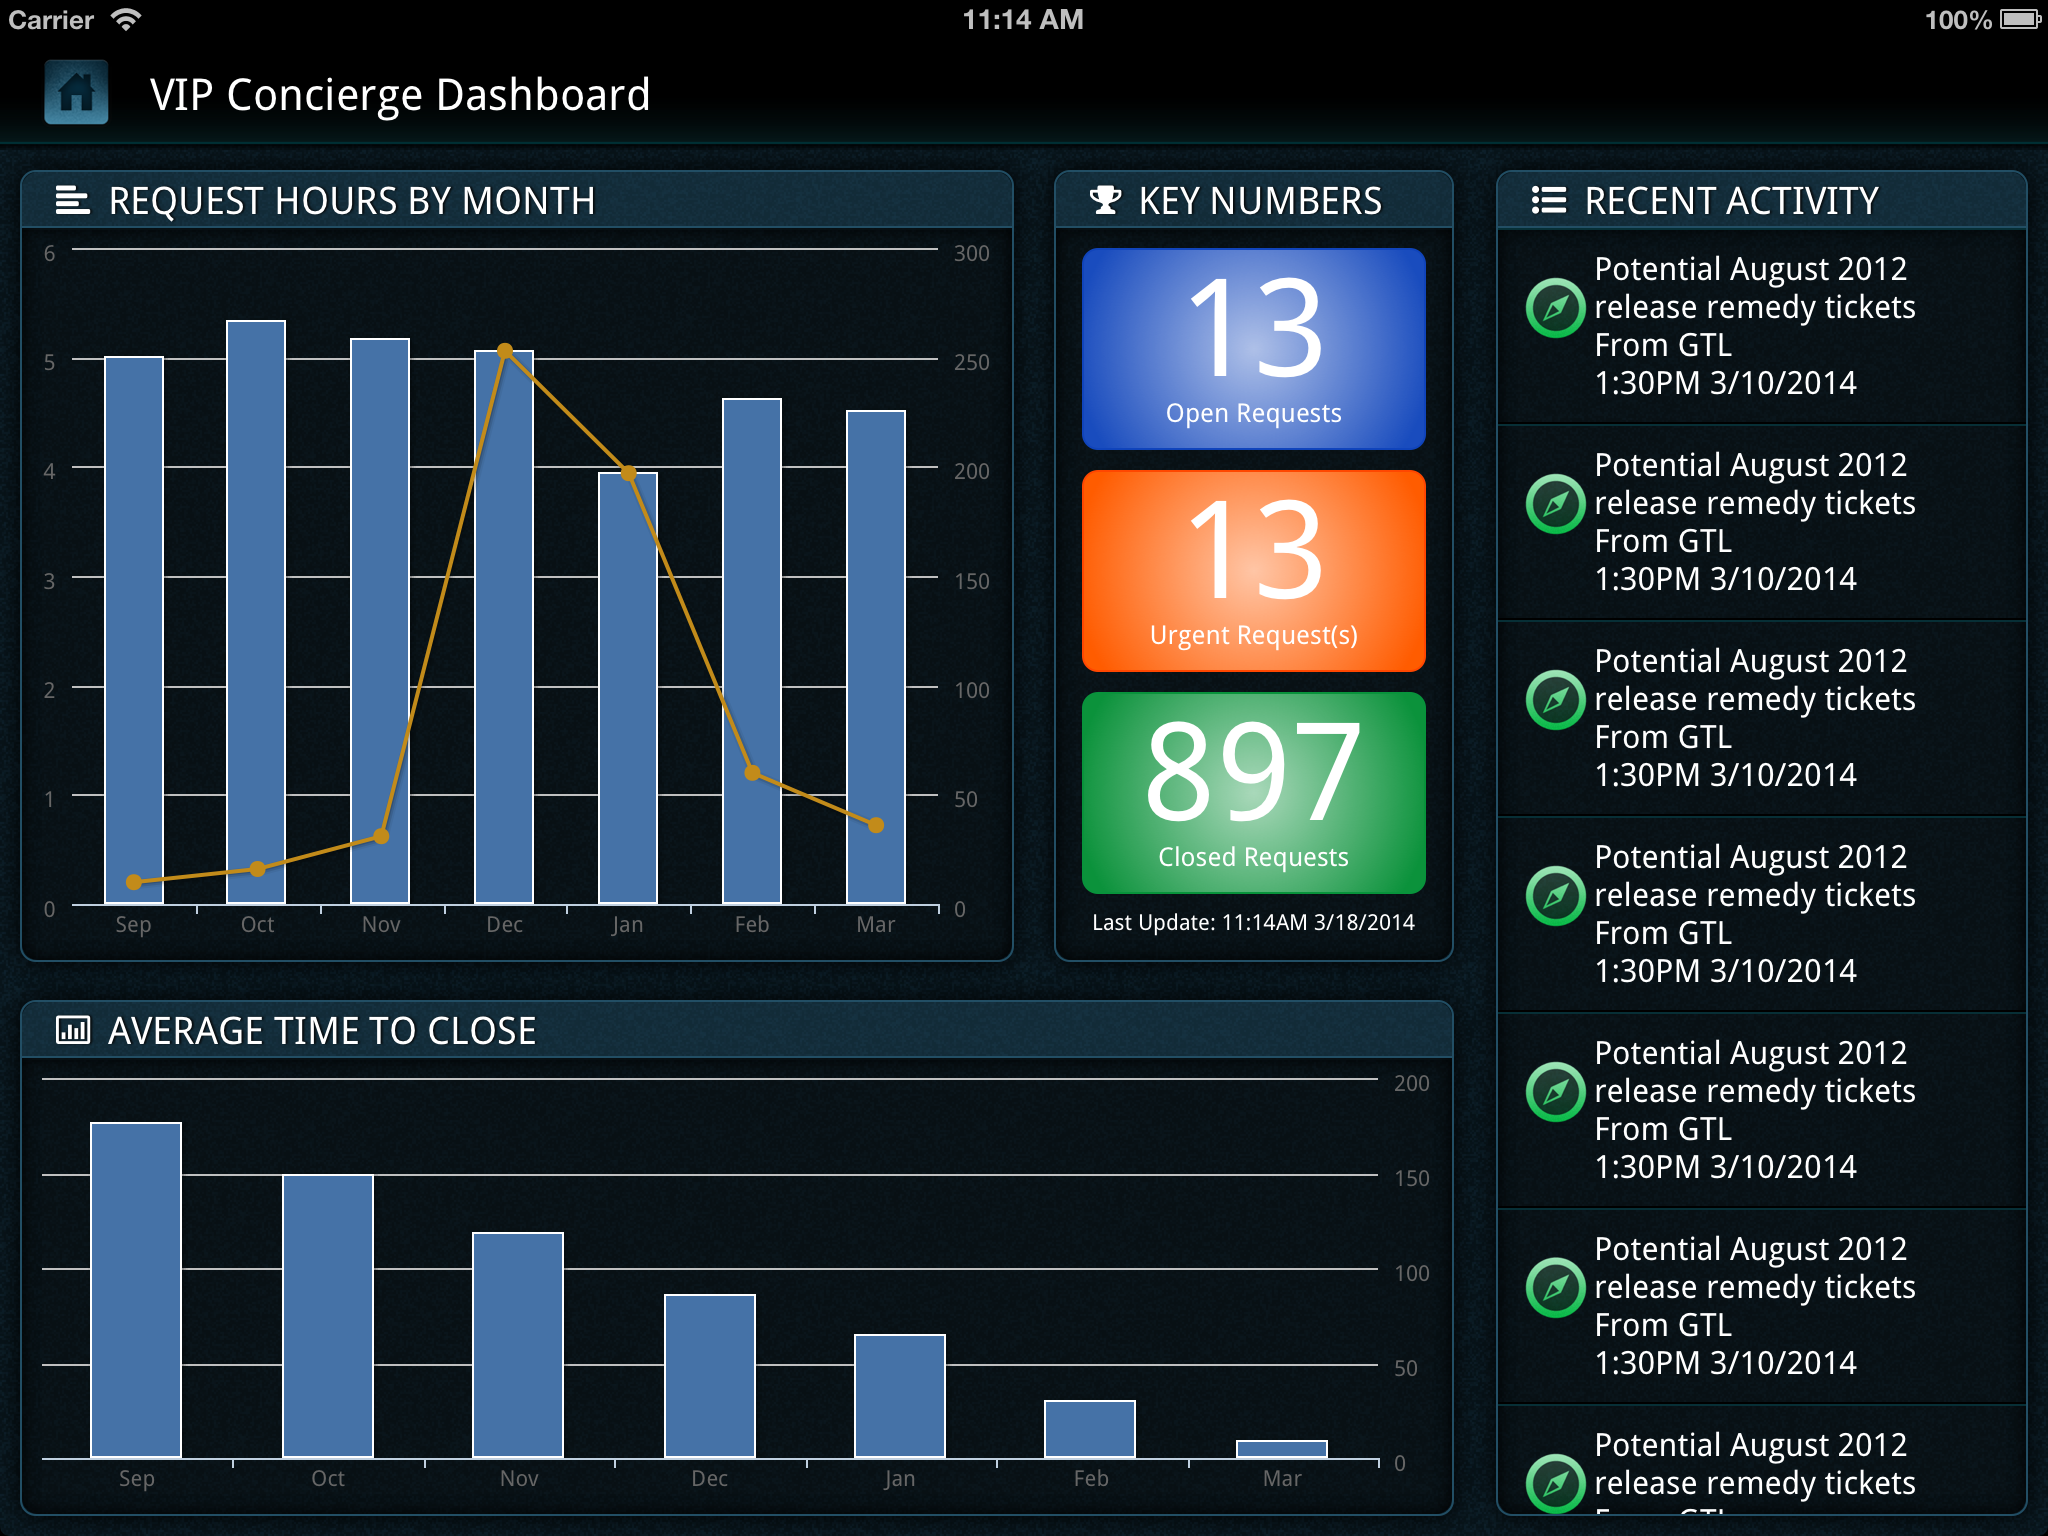 Carrier 11:14 AM 100%
VIP Concierge Dashboard
REQUEST HOURS BY MONTH
6 300
5 250
4 200
3 150
2 100
1 50
0 0
Sep Oct Nov Dec Jan Feb Mar
KEY NUMBERS
13
Open Requests
13
Urgent Request(s)
897
Closed Requests
Last Update: 11:14AM 3/18/2014
AVERAGE TIME TO CLOSE
200
150
100
50
0
Sep Oct Nov Dec Jan Feb Mar
RECENT ACTIVITY
Potential August 2012
release remedy tickets
From GTL
1:30PM 3/10/2014
Potential August 2012
release remedy tickets
From GTL
1:30PM 3/10/2014
Potential August 2012
release remedy tickets
From GTL
1:30PM 3/10/2014
Potential August 2012
release remedy tickets
From GTL
1:30PM 3/10/2014
Potential August 2012
release remedy tickets
From GTL
1:30PM 3/10/2014
Potential August 2012
release remedy tickets
From GTL
1:30PM 3/10/2014
Potential August 2012
release remedy tickets